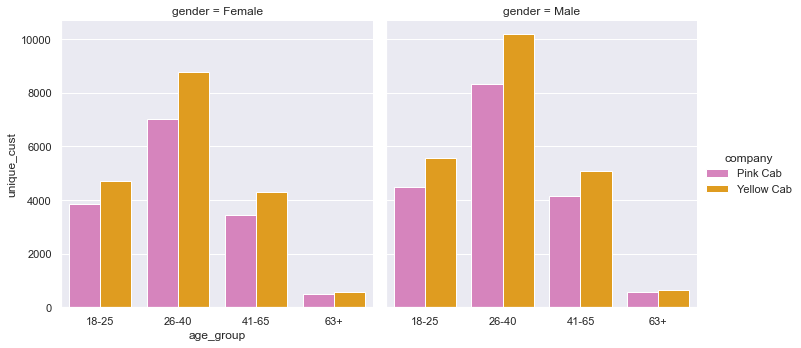 gender = Female
gender = Male
unique_cust
10000
8000
6000
4000
2000
0
18-25
26-40
41-65
63+
18-25
26-40
41-65
63+
age_group
company
Pink Cab
Yellow Cab